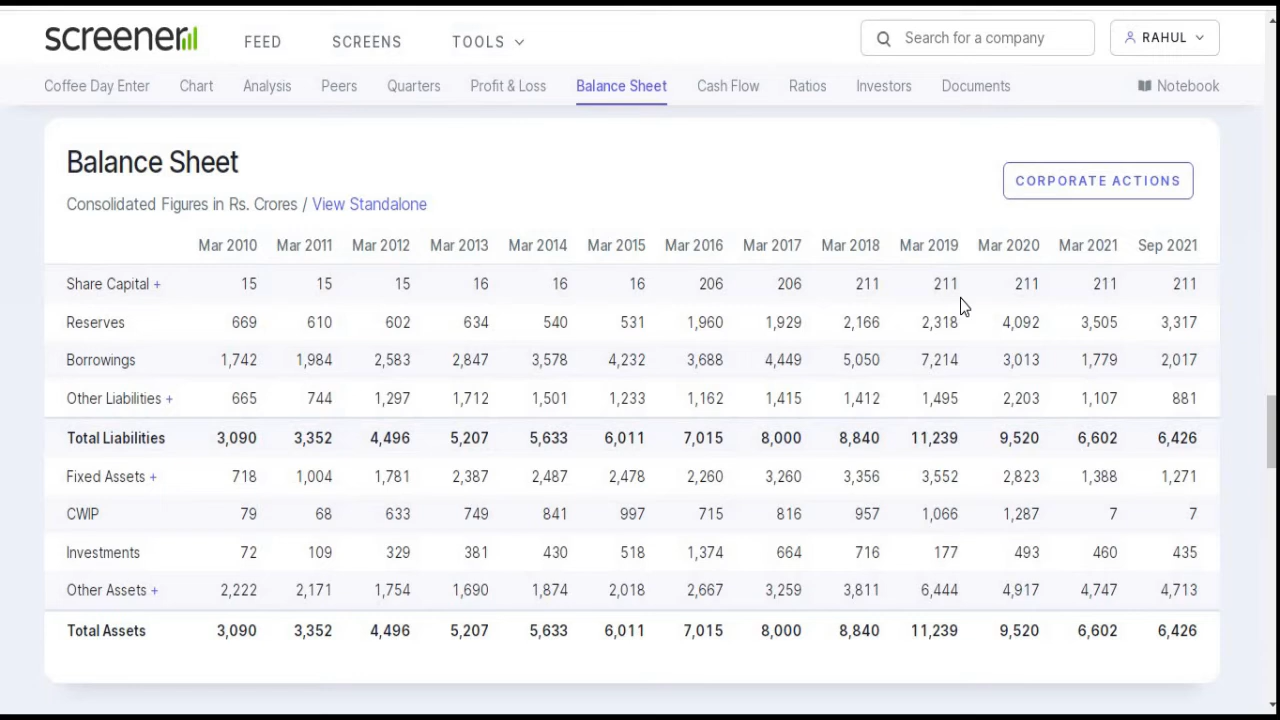 screener
FEED SCREENS TOOLS
Search for a company
RAHUL
Coffee Day Enter Chart Analysis Peers Quarters Profit & Loss Balance Sheet Cash Flow Ratios Investors Documents Notebook
Balance Sheet
CORPORATE ACTIONS
Consolidated Figures in Rs. Crores / View Standalone
Mar 2010 Mar 2011 Mar 2012 Mar 2013 Mar 2014 Mar 2015 Mar 2016 Mar 2017 Mar 2018 Mar 2019 Mar 2020 Mar 2021 Sep 2021
Share Capital + 15 15 15 16 16 16 206 206 211 211 211 211 211
Reserves 669 610 602 634 540 531 1,960 1,929 2,166 2,318 4,092 3,505 3,317
Borrowings 1,742 1,984 2,583 2,847 3,578 4,232 3,688 4,449 5,050 7,214 3,013 1,779 2,017
Other Liabilities + 665 744 1,297 1,712 1,501 1,233 1,162 1,415 1,412 1,495 2,203 1,107 881
Total Liabilities 3,090 3,352 4,496 5,207 5,633 6,011 7,015 8,000 8,840 11,239 9,520 6,602 6,426
Fixed Assets + 718 1,004 1,781 2,387 2,487 2,478 2,260 3,260 3,356 3,552 2,823 1,388 1,271
CWIP 79 68 633 749 841 997 715 816 957 1,066 1,287 7 7
Investments 72 109 329 381 430 518 1,374 664 716 177 493 460 435
Other Assets + 2,222 2,171 1,754 1,690 1,874 2,018 2,667 3,259 3,811 6,444 4,917 4,747 4,713
Total Assets 3,090 3,352 4,496 5,207 5,633 6,011 7,015 8,000 8,840 11,239 9,520 6,602 6,426